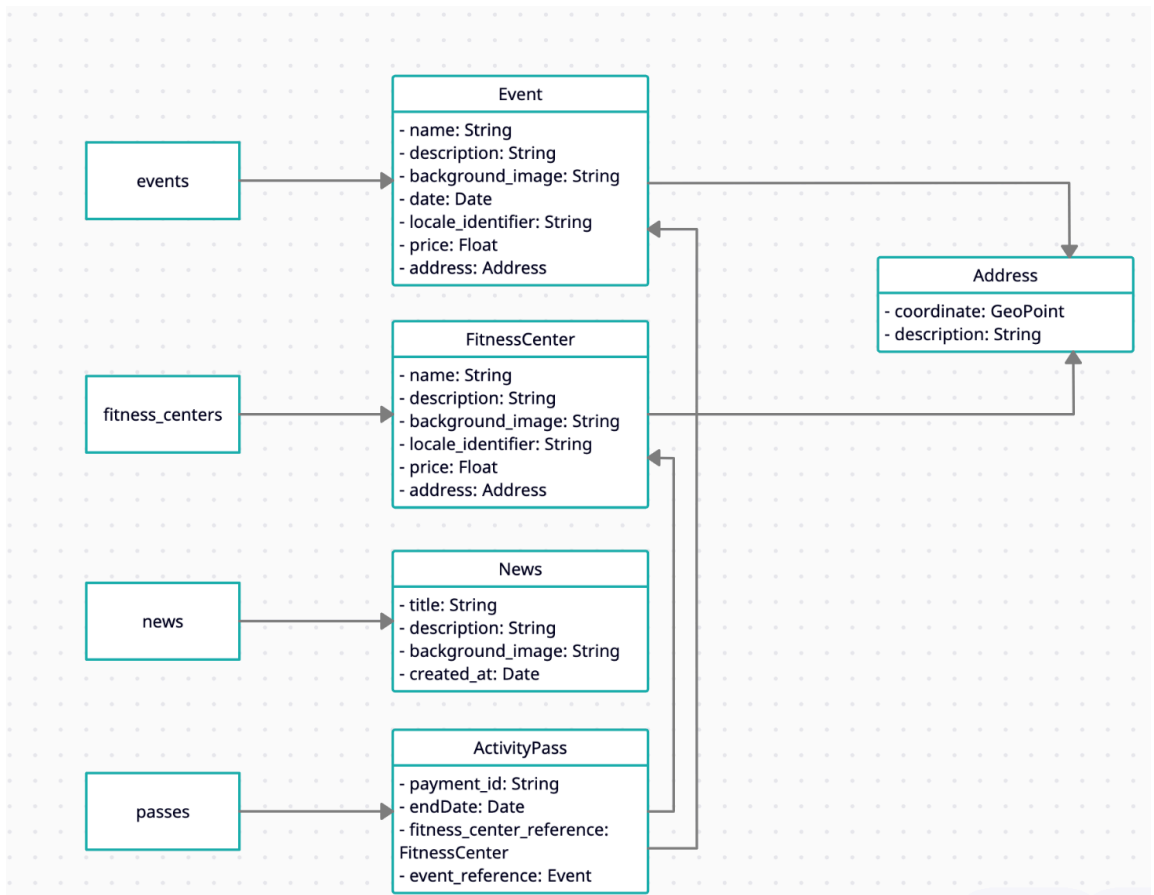 events
Event
- name: String
- description: String
- background_image: String
- date: Date
- locale_identifier: String
- price: Float
- address: Address
Address
- coordinate: GeoPoint
- description: String
fitness_centers
FitnessCenter
- name: String
- description: String
- background_image: String
- locale_identifier: String
- price: Float
- address: Address
news
News
- title: String
- description: String
- background_image: String
- created_at: Date
passes
ActivityPass
- payment_id: String
- endDate: Date
- fitness_center_reference:
FitnessCenter
- event_reference: Event